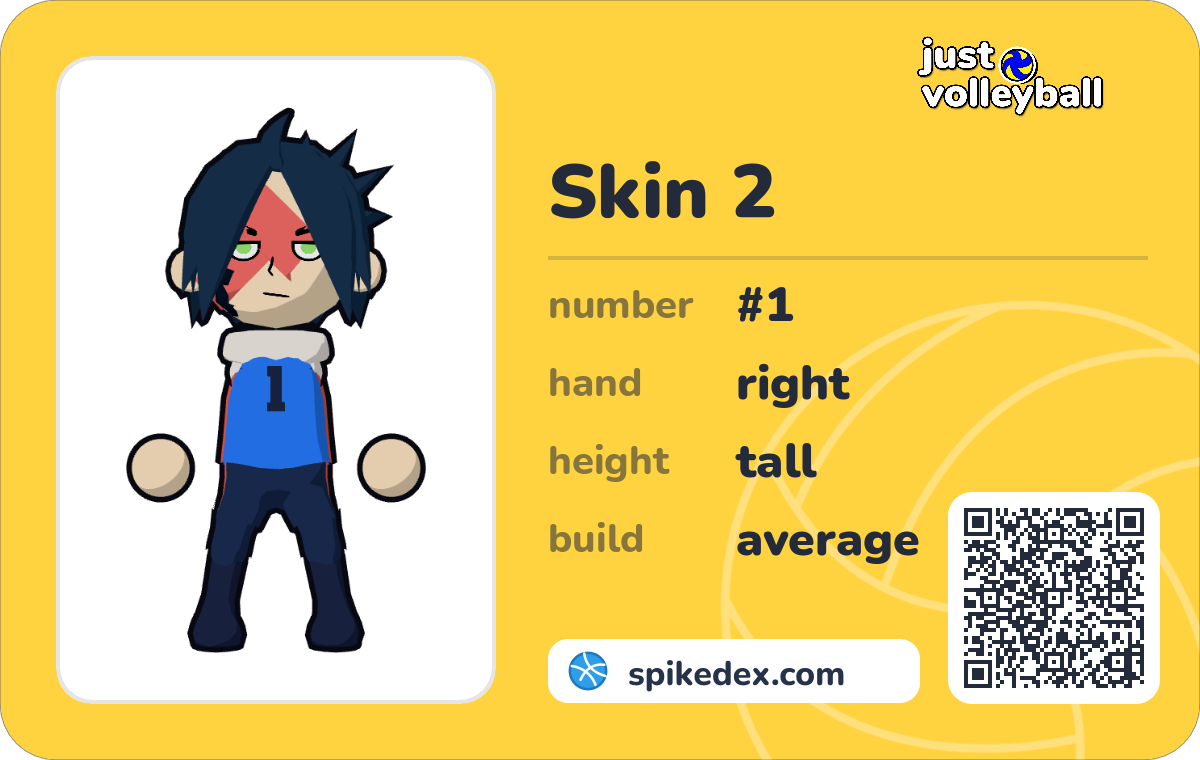 just
volleyball
Skin 2
number #1
hand right
height tall
build average
1
spikedex.com